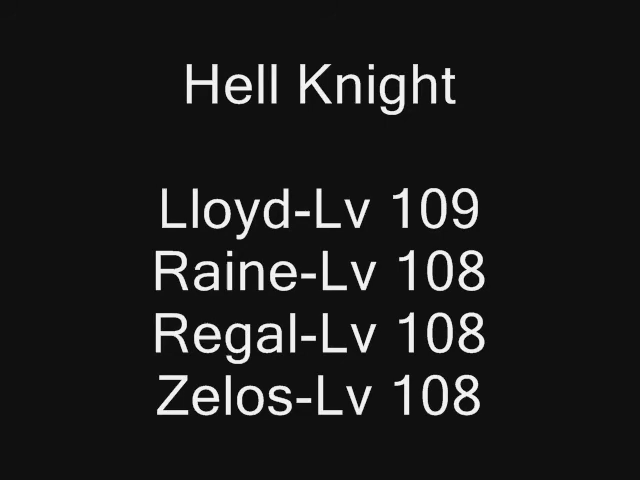 Hell Knight
Lloyd-Lv 109
Raine-Lv 108
Regal-Lv 108
Zelos-Lv 108